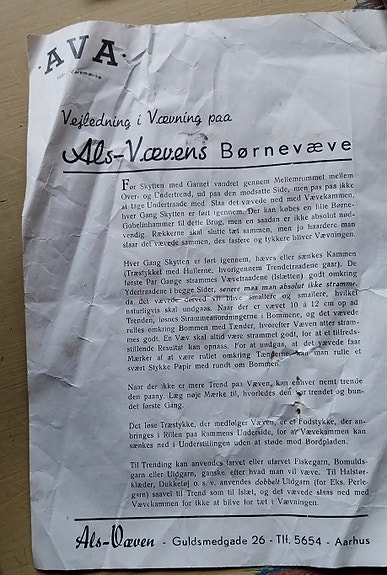 ·AVA·
Vejledning i Vævning paa
Als-Vævens Børnevæve
Før Skytten med Garnet vandret gennem Mellemrummet mellem
Over- og Undertrend, ud paa den modsatte Side, men pas paa ikke
at tage Undertraade med. Slaa det vævede ned med Vævekammen,
hver Gang Skytten er ført igennem. Der kan købes en lille Børne-
Gobelinhammer til dette Brug, men en saadan er ikke absolut nød-
vendig. Rækkerne skal slutte tæt sammen, men jo haardere man
slaar det vævede sammen, des fastere og tykkere bliver Vævningen.
Hver Gang Skytten er ført igennem, hæves eller sænkes Kammen
(Træstykket med Hullerne, hvorigennem Trendetraadene gaar). De
første Par Gange strammes Vævetraadene (Islætten) godt omkring
Ydertraadene i begge Sider, senere maa man absolut ikke stramme,
da det vævede derved vil blive smallere og smallere, hvilket
naturligvis skal undgaas. Naar der er vævet 10 à 12 cm op ad
Trenden, løsnes Strammesnordningerne i Bommene, og det vævede
rulles omkring Bommen med Tænder, hvorefter Væven atter stram-
mes godt. En Væv skal altid være strammet godt, for at et tilfreds-
stillende Resultat kan opnaas. For at undgaa, at det vævede faar
Mærker af at være rullet omkring Tænderne, kan man rulle et
svært Stykke Papir med rundt om Bommen.
Naar der ikke er mere Trend paa Væven, kan enhver nemt trende
den paany. Læg nøje Mærke til, hvorledes den var trendet og bun-
det første Gang.
Det løse Træstykke, der medfølger Væven, er et Fodstykke, der an-
bringes i Rillen paa Rammens Underside, for at Vævekammen kan
sænkes ned i Understillingen uden at støde mod Bordpladen.
Til Trending kan anvendes farvet eller ufarvet Fiskegarn, Bomulds-
garn eller Uldgarn, ganske efter hvad man vil væve. Til Halstør-
klæder, Dukketøj o. s. v. anvendes dobbelt Uldgarn (for Eks. Perle-
garn) saavel til Trend som til Islæt, og det vævede slaas ned med
Vævekammen for ikke at blive for tæt i Vævningen.
Als-Væven - Guldsmedgade 26 - Tlf. 5654 - Aarhus